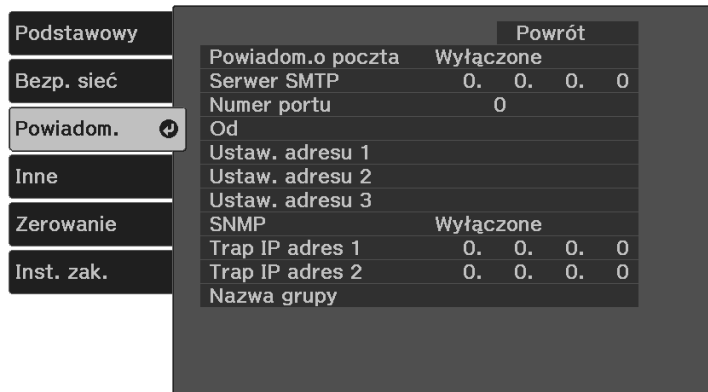 Podstawowy
Bezp. sieć
Powiadom.
Inne
Zerowanie
Inst. zak.
Powrót
Powiadom.o poczta Wyłączone
Serwer SMTP 0. 0. 0. 0
Numer portu 0
Od
Ustaw. adresu 1
Ustaw. adresu 2
Ustaw. adresu 3
SNMP Wyłączone
Trap IP adres 1 0. 0. 0. 0
Trap IP adres 2 0. 0. 0. 0
Nazwa grupy